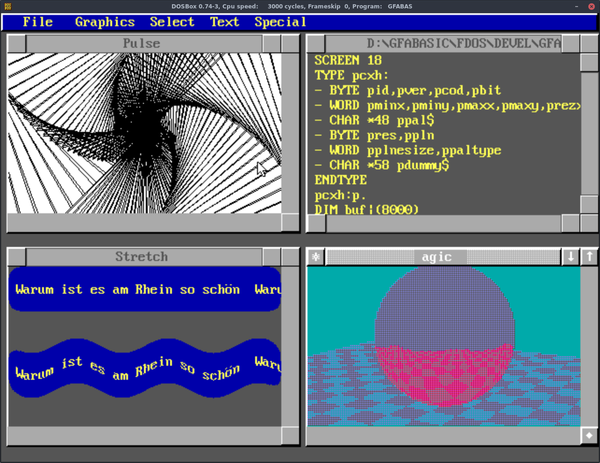 DOSBox 0.74-3, Cpu speed: 3000 cycles, Frameskip 0, Program: GFABAS
File Graphics Select Text Special
Pulse
D:\GFABASIC\FDOS\DEVEL\GFA
SCREEN 18
TYPE pcxh:
- BYTE pid,pver,pcod,pbit
- WORD pminx,pminy,pmaxx,pmaxy,prez
- CHAR *48 ppal$
- BYTE pres,ppln
- WORD pplnesize,ppaltype
- CHAR *58 pdummy$
ENDTYPE
pcxh:p.
DIM buf|(8000)
Stretch
Warum ist es am Rhein so schön Waru
Warum ist es am Rhein so schön Waru
agic